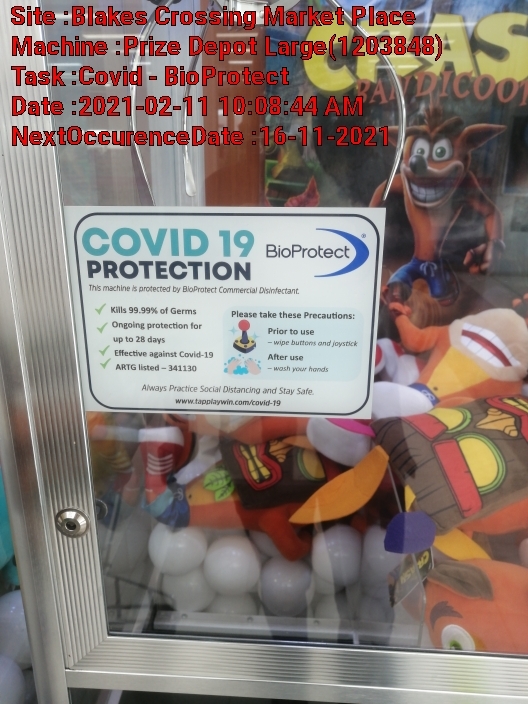 Site :Blakes Crossing Market Place
Machine :Prize Depot Large(1203848)
Task :Covid - BioProtect
Date :2021-02-11 10:08:44 AM
NextOccurenceDate :16-11-2021
CRASH
BANDICOOT
COVID 19
PROTECTION
BioProtect®
This machine is protected by BioProtect Commercial Disinfectant.
Kills 99.99% of Germs
Ongoing protection for
up to 28 days
Effective against Covid-19
ARTG listed – 341130
Please take these Precautions:
Prior to use
– wipe buttons and joystick
After use
– wash your hands
Always Practice Social Distancing and Stay Safe.
www.tapplaywin.com/covid-19